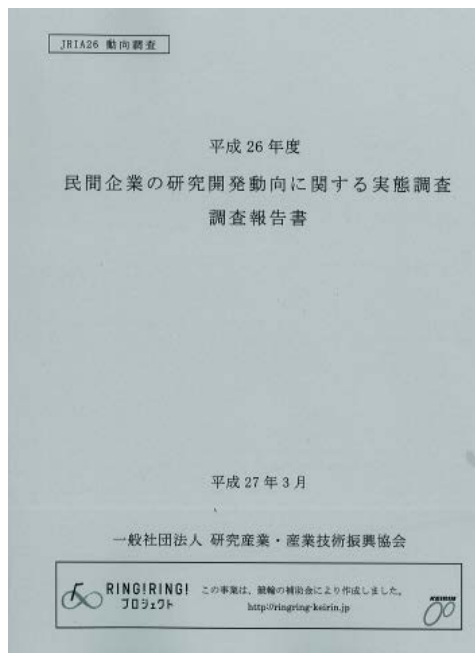 JRIA26 動向調査
平成 26 年度
民間企業の研究開発動向に関する実態調査
調査報告書
平成 27 年 3 月
一般社団法人 研究産業・産業技術振興協会
RING!RING!
プロジェクト
この事業は、競輪の補助金により作成しました。
http://ringring-keirin.jp
KEIRIN